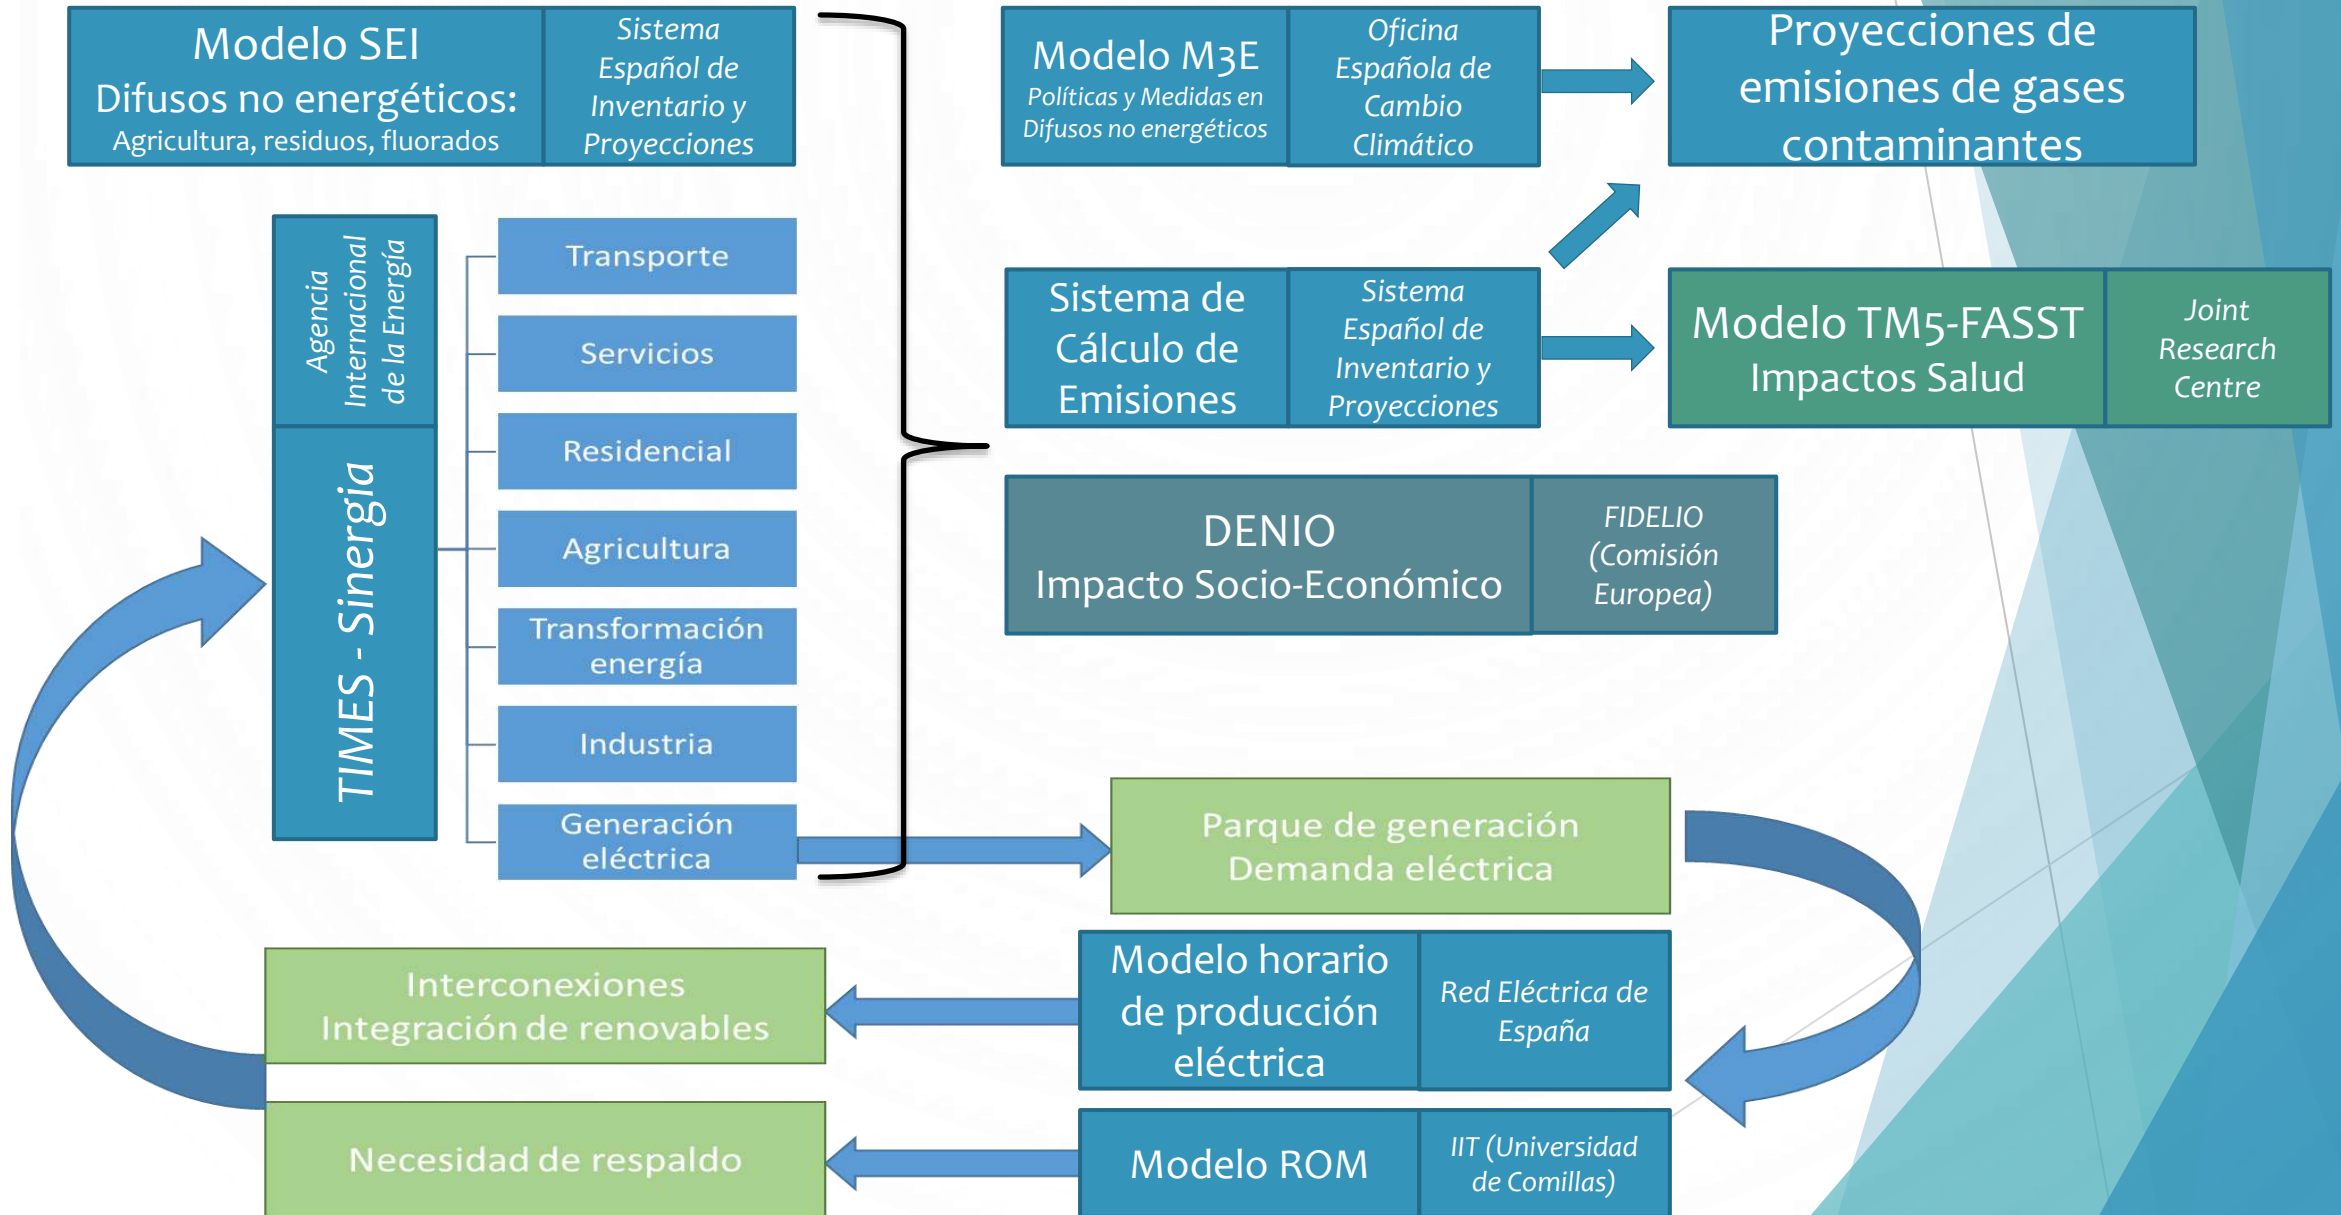 Modelo SEI
Difusos no energéticos:
Agricultura, residuos, fluorados
Sistema
Español de
Inventario y
Proyecciones
Modelo M3E
Políticas y Medidas en
Difusos no energéticos
Oficina
Española de
Cambio
Climático
Proyecciones de
emisiones de gases
contaminantes
Agencia
Internacional
de la Energía
TIMES - Sinergia
Transporte
Servicios
Residencial
Agricultura
Transformación
energía
Industria
Generación
eléctrica
Sistema de
Cálculo de
Emisiones
Sistema
Español de
Inventario y
Proyecciones
Modelo TM5-FASST
Impactos Salud
Joint
Research
Centre
DENIO
Impacto Socio-Económico
FIDELIO
(Comisión
Europea)
Parque de generación
Demanda eléctrica
Interconexiones
Integración de renovables
Modelo horario
de producción
eléctrica
Red Eléctrica de
España
Necesidad de respaldo
Modelo ROM
IIT (Universidad
de Comillas)